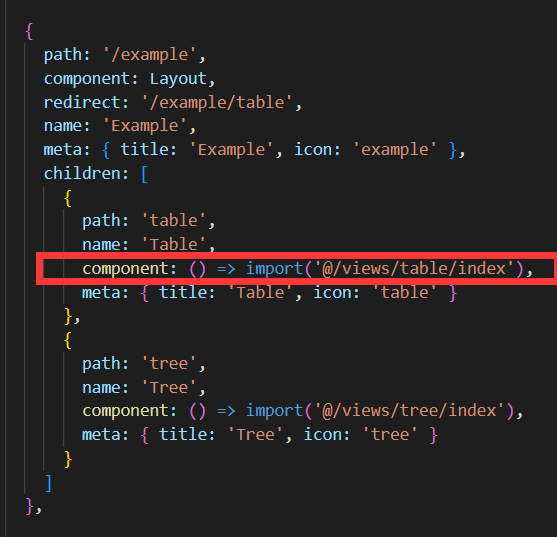 {
path: '/example',
component: Layout,
redirect: '/example/table',
name: 'Example',
meta: { title: 'Example', icon: 'example' },
children: [
{
path: 'table',
name: 'Table',
component: () => import('@/views/table/index'),
meta: { title: 'Table', icon: 'table' }
},
{
path: 'tree',
name: 'Tree',
component: () => import('@/views/tree/index'),
meta: { title: 'Tree', icon: 'tree' }
}
]
},